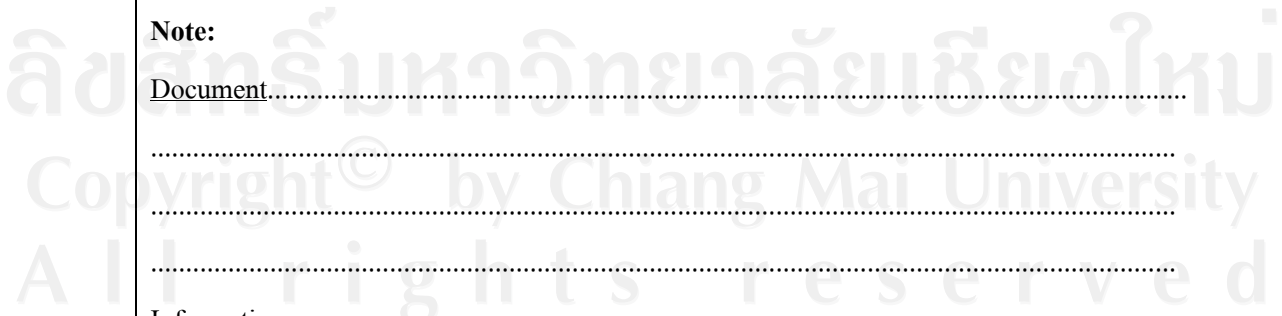 Note:
ลิขสิทธิ์มหาวิทยาลัยเชียงใหม่
Document..............................................................................................................................
..............................................................................................................................
Copyright© by Chiang Mai University
..............................................................................................................................
All rights reserved
..............................................................................................................................